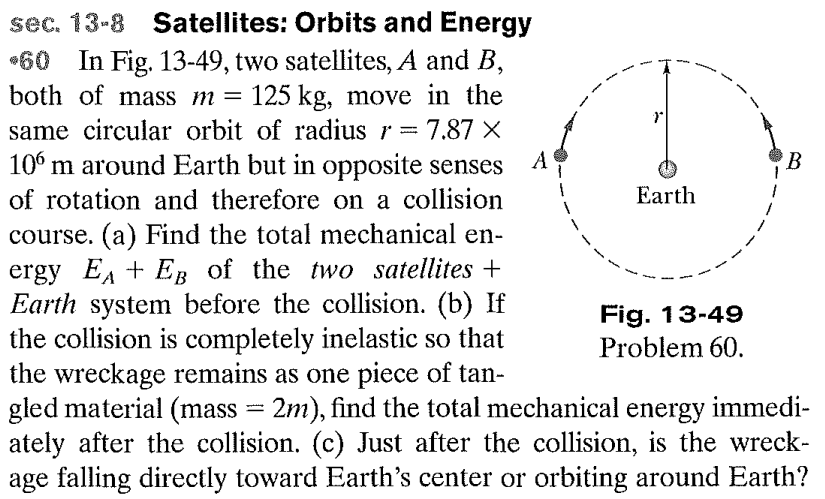 sec. 13-8 Satellites: Orbits and Energy
•60 In Fig. 13-49, two satellites, A and B,
both of mass m = 125 kg, move in the
same circular orbit of radius r = 7.87 ×
10⁶ m around Earth but in opposite senses
of rotation and therefore on a collision
course. (a) Find the total mechanical en-
ergy E_A + E_B of the two satellites +
Earth system before the collision. (b) If
the collision is completely inelastic so that
the wreckage remains as one piece of tan-
gled material (mass = 2m), find the total mechanical energy immedi-
ately after the collision. (c) Just after the collision, is the wreck-
age falling directly toward Earth's center or orbiting around Earth?
r
A
B
Earth
Fig. 13-49
Problem 60.